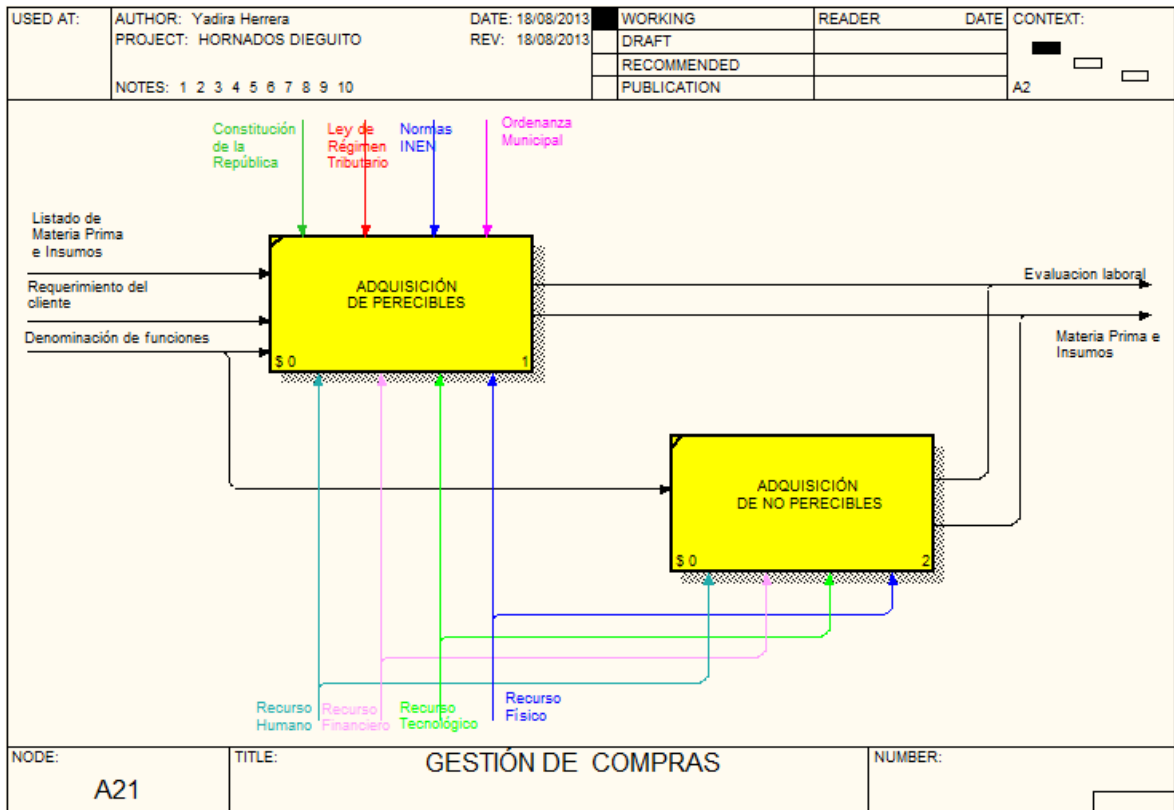 USED AT:
AUTHOR: Yadira Herrera
DATE: 18/08/2013
PROJECT: HORNADOS DIEGUITO
REV: 18/08/2013
NOTES: 1 2 3 4 5 6 7 8 9 10
WORKING
DRAFT
RECOMMENDED
PUBLICATION
READER
DATE
CONTEXT:
A2
Constitución
de la
República
Ley de
Régimen
Tributario
Normas
INEN
Ordenanza
Municipal
Listado de
Materia Prima
e Insumos
Requerimiento del
cliente
Denominación de funciones
ADQUISICIÓN
DE PERECIBLES
$ 0
1
Evaluacion laboral
Materia Prima e
Insumos
ADQUISICIÓN
DE NO PERECIBLES
$ 0
2
Recurso
Humano
Recurso
Financiero
Recurso
Tecnológico
Recurso
Físico
NODE:
A21
TITLE:
GESTIÓN DE COMPRAS
NUMBER: